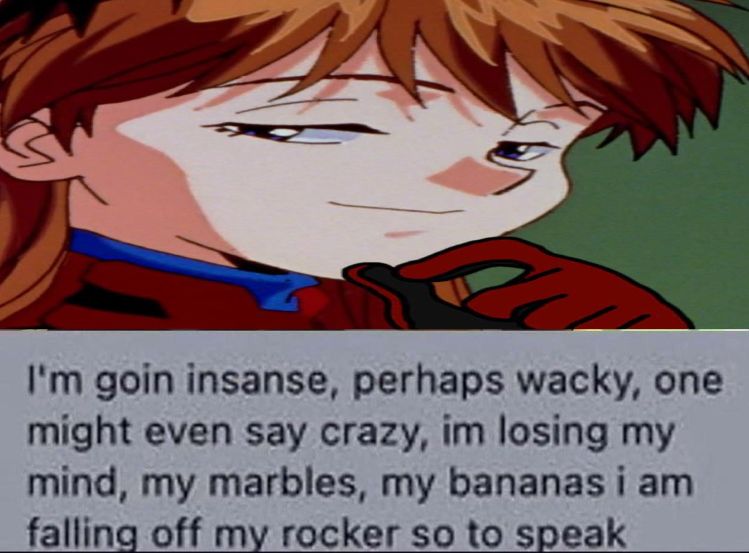 I'm goin insanse, perhaps wacky, one
might even say crazy, im losing my
mind, my marbles, my bananas i am
falling off my rocker so to speak